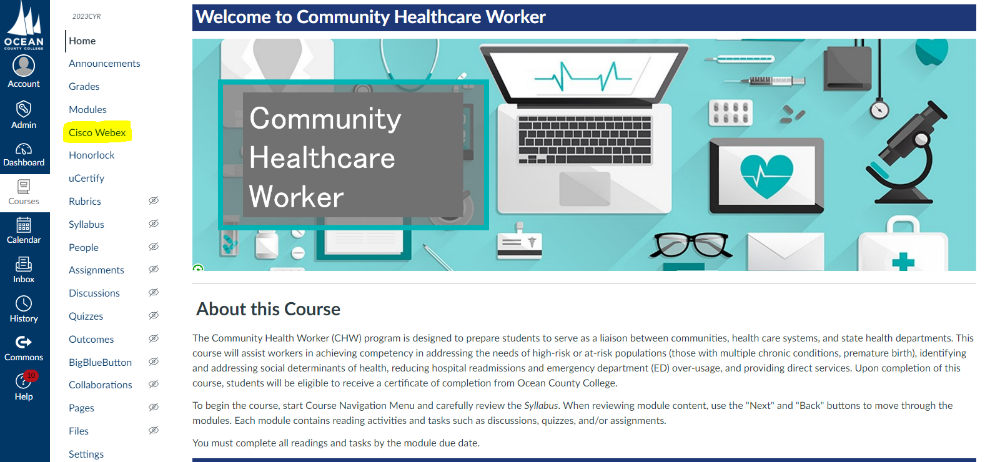 OCEAN
COUNTY COLLEGE
Account
Admin
Dashboard
Courses
Calendar
Inbox
History
Commons
10
Help
2023CYR
Home
Announcements
Grades
Modules
Cisco Webex
Honorlock
uCertify
Rubrics
Syllabus
People
Assignments
Discussions
Quizzes
Outcomes
BigBlueButton
Collaborations
Pages
Files
Settings
Welcome to Community Healthcare Worker
Community
Healthcare
Worker
About this Course
The Community Health Worker (CHW) program is designed to prepare students to serve as a liaison between communities, health care systems, and state health departments. This
course will assist workers in achieving competency in addressing the needs of high-risk or at-risk populations (those with multiple chronic conditions, premature birth), identifying
and addressing social determinants of health, reducing hospital readmissions and emergency department (ED) over-usage, and providing direct services. Upon completion of this
course, students will be eligible to receive a certificate of completion from Ocean County College.
To begin the course, start Course Navigation Menu and carefully review the Syllabus. When reviewing module content, use the "Next" and "Back" buttons to move through the
modules. Each module contains reading activities and tasks such as discussions, quizzes, and/or assignments.
You must complete all readings and tasks by the module due date.